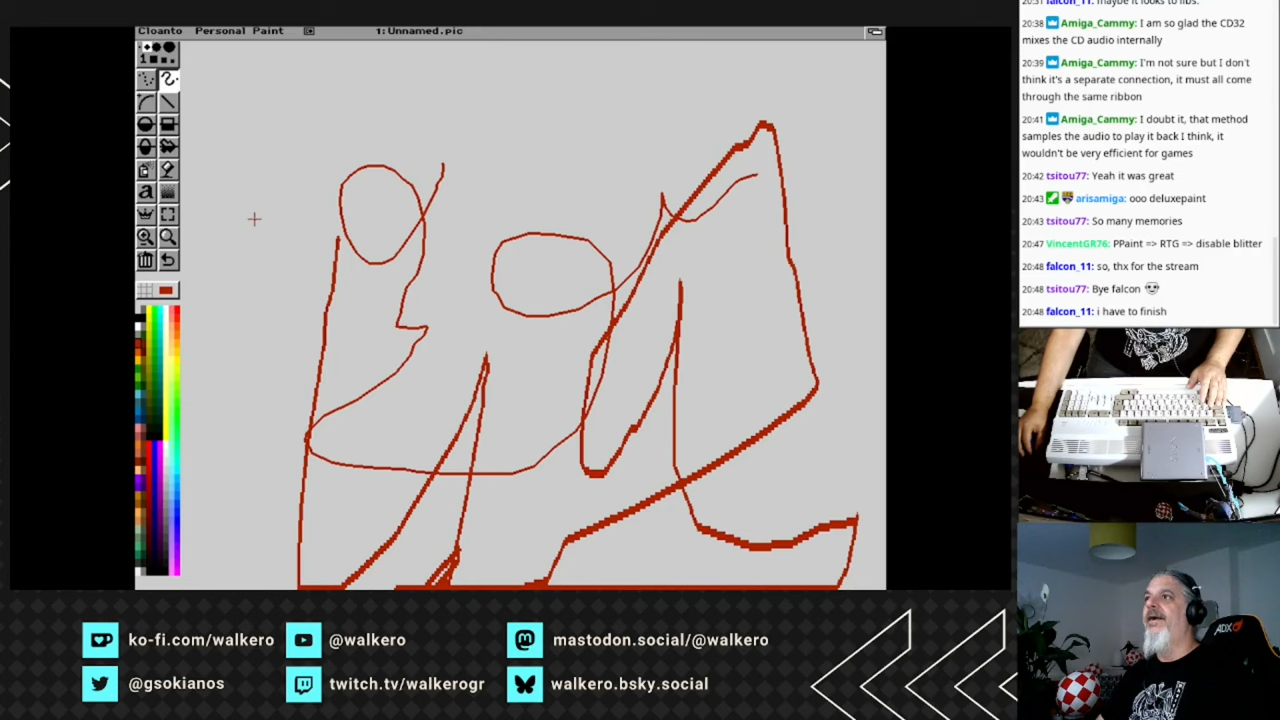 Cloanto Personal Paint 1:Unnamed.pic
20:38 Amiga_Cammy: I am so glad the CD32
mixes the CD audio internally
20:39 Amiga_Cammy: I'm not sure but I don't
think it's a separate connection, it must all come
through the same ribbon
20:41 Amiga_Cammy: I doubt it, that method
samples the audio to play it back I think, it
wouldn't be very efficient for games
20:42 tsitou77: Yeah it was great
20:43 arisamiga: ooo deluxepaint
20:43 tsitou77: So many memories
20:47 VincentGR76: PPaint => RTG => disable blitter
20:48 falcon_11: so, thx for the stream
20:48 tsitou77: Bye falcon
20:48 falcon_11: i have to finish
ko-fi.com/walkero
@walkero
mastodon.social/@walkero
@gsokianos
twitch.tv/walkerogr
walkero.bsky.social
ADX